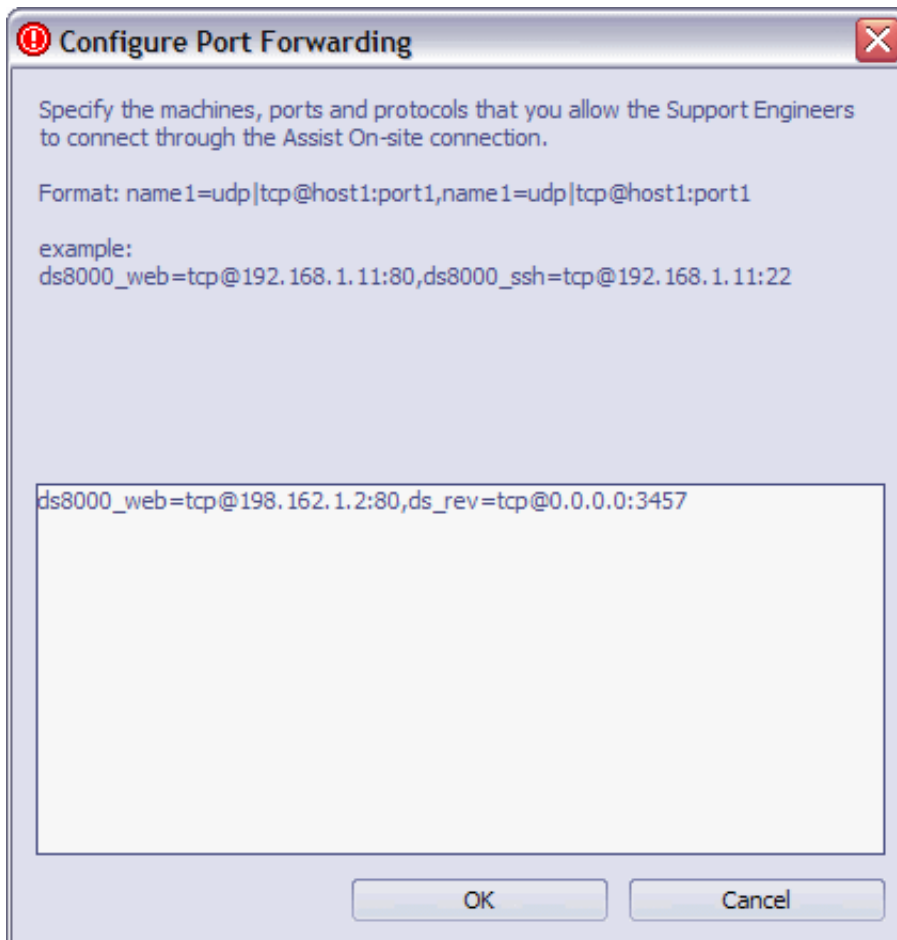 Configure Port Forwarding
Specify the machines, ports and protocols that you allow the Support Engineers
to connect through the Assist On-site connection.
Format: name1=udp|tcp@host1:port1,name1=udp|tcp@host1:port1
example:
ds8000_web=tcp@192.168.1.11:80,ds8000_ssh=tcp@192.168.1.11:22
ds8000_web=tcp@198.162.1.2:80,ds_rev=tcp@0.0.0.0:3457
OK
Cancel